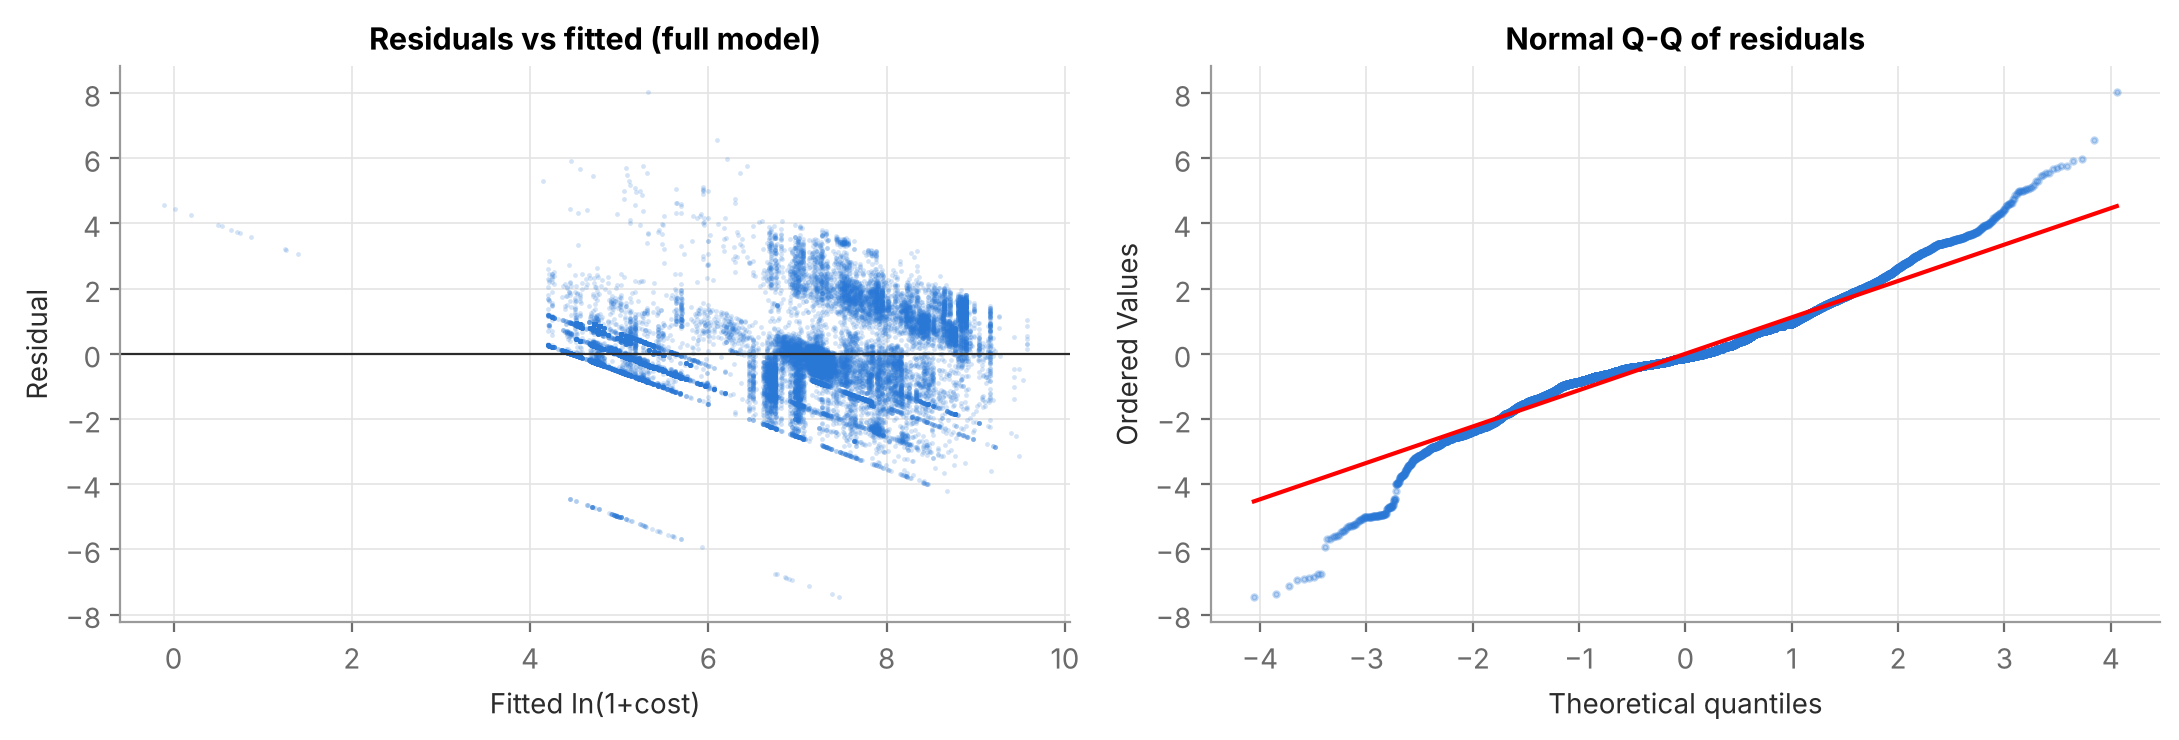 Residuals vs fitted (full model)
8
6
4
2
0
−2
−4
−6
−8
Residual
0 2 4 6 8 10
Fitted ln(1+cost)
Normal Q-Q of residuals
8
6
4
2
0
−2
−4
−6
−8
Ordered Values
−4 −3 −2 −1 0 1 2 3 4
Theoretical quantiles